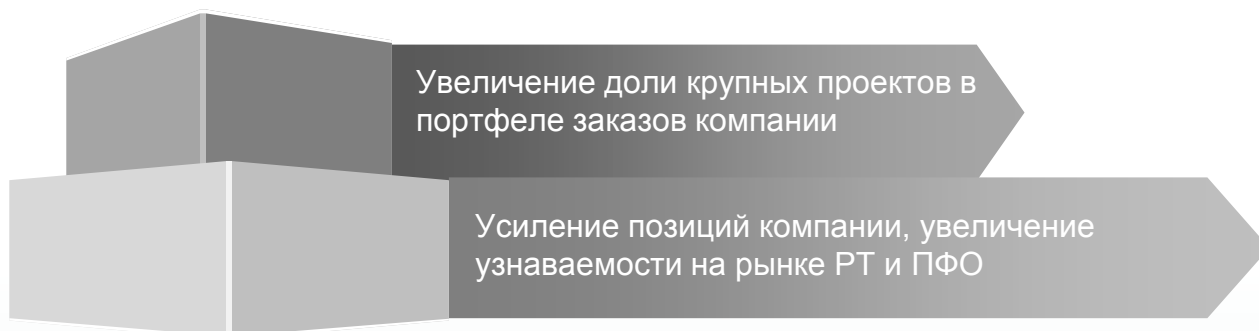 Увеличение доли крупных проектов в
портфеле заказов компании
Усиление позиций компании, увеличение
узнаваемости на рынке РТ и ПФО